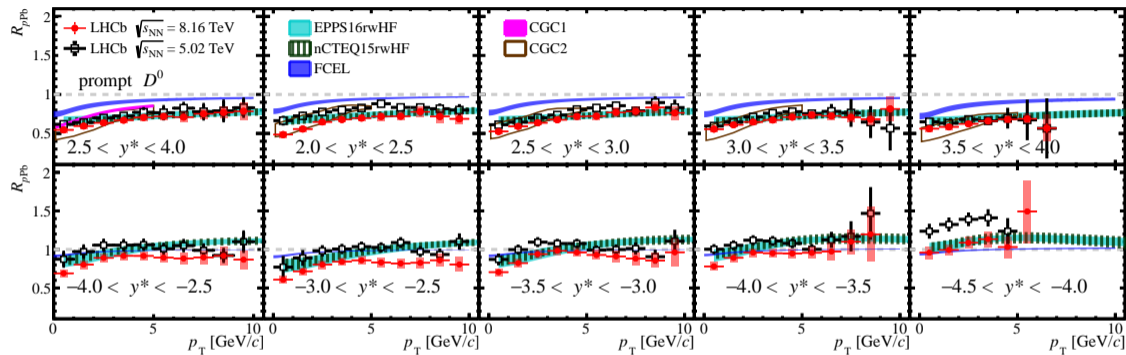 R_pPb
2
1.5
1
0.5
LHCb √s_NN = 8.16 TeV
LHCb √s_NN = 5.02 TeV
prompt D⁰
2.5 < y* < 4.0
EPPS16rwHF
nCTEQ15rwHF
FCEL
2.0 < y* < 2.5
CGC1
CGC2
2.5 < y* < 3.0
3.0 < y* < 3.5
3.5 < y* < 4.0
R_pPb
2
1.5
1
0.5
−4.0 < y* < −2.5
−3.0 < y* < −2.5
−3.5 < y* < −3.0
−4.0 < y* < −3.5
−4.5 < y* < −4.0
0 5 10 0 5 10 0 5 10 0 5 10 0 5 10
p_T [GeV/c] p_T [GeV/c] p_T [GeV/c] p_T [GeV/c] p_T [GeV/c]